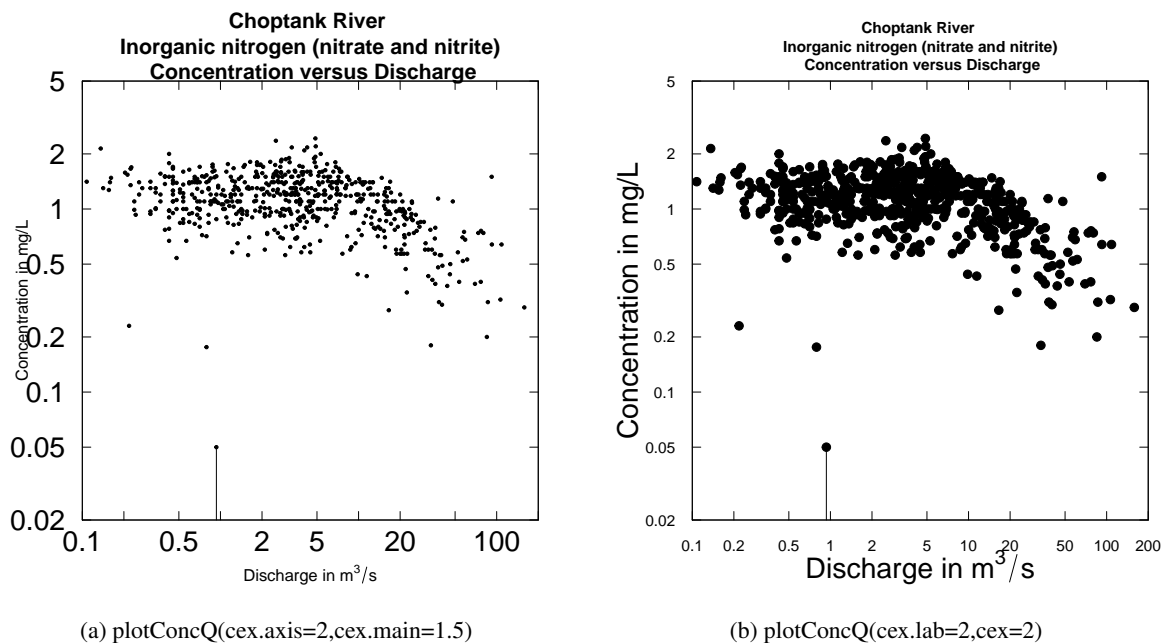 Choptank River
Inorganic nitrogen (nitrate and nitrite)
Concentration versus Discharge
5
2
1
0.5
0.2
0.1
0.05
0.02
Concentration in mg/L
0.1 0.5 2 5 20 100
Discharge in m³/s
(a) plotConcQ(cex.axis=2,cex.main=1.5)
Choptank River
Inorganic nitrogen (nitrate and nitrite)
Concentration versus Discharge
5
2
1
0.5
0.2
0.1
0.05
0.02
Concentration in mg/L
0.1 0.2 0.5 1 2 5 10 20 50 100 200
Discharge in m³/s
(b) plotConcQ(cex.lab=2,cex=2)